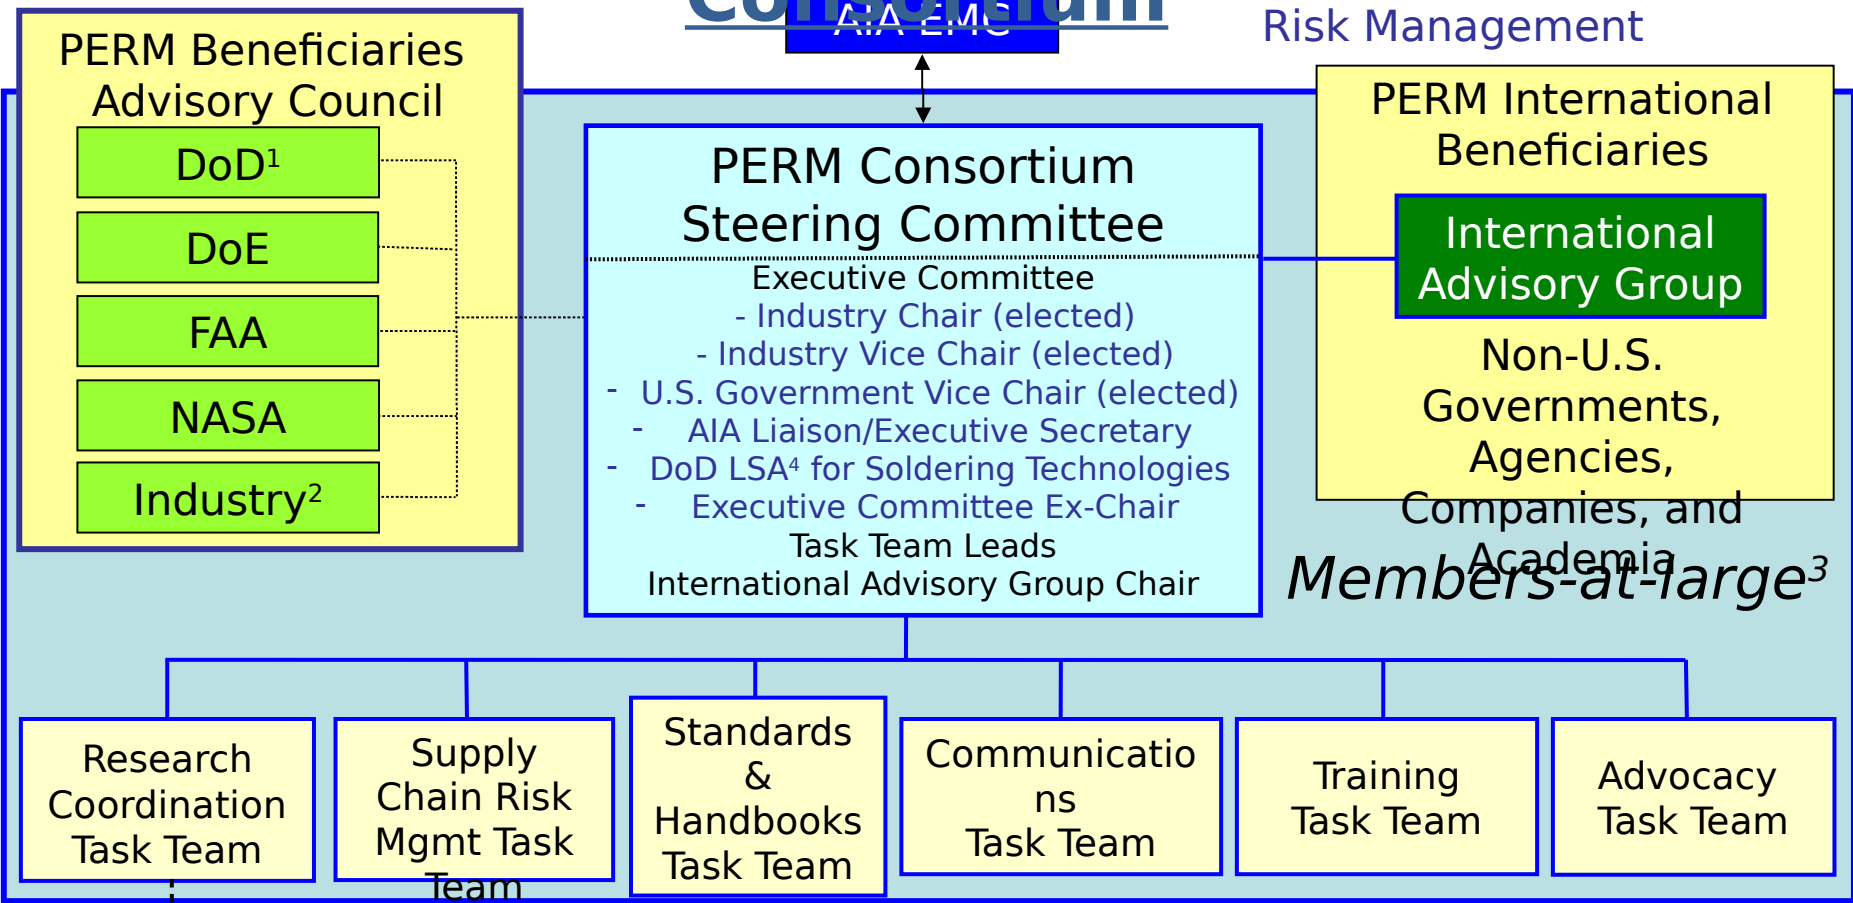 Consortium
AIA EMC
Risk Management
PERM Beneficiaries
Advisory Council
DoD¹
DoE
FAA
NASA
Industry²
PERM Consortium
Steering Committee
Executive Committee
- Industry Chair (elected)
- Industry Vice Chair (elected)
- U.S. Government Vice Chair (elected)
- AIA Liaison/Executive Secretary
- DoD LSA⁴ for Soldering Technologies
- Executive Committee Ex-Chair
Task Team Leads
International Advisory Group Chair
PERM International
Beneficiaries
International
Advisory Group
Non-U.S.
Governments,
Agencies,
Companies, and
Academia
Members-at-large³
Research
Coordination
Task Team
Supply
Chain Risk
Mgmt Task
Team
Standards
&
Handbooks
Task Team
Communicatio
ns
Task Team
Training
Task Team
Advocacy
Task Team